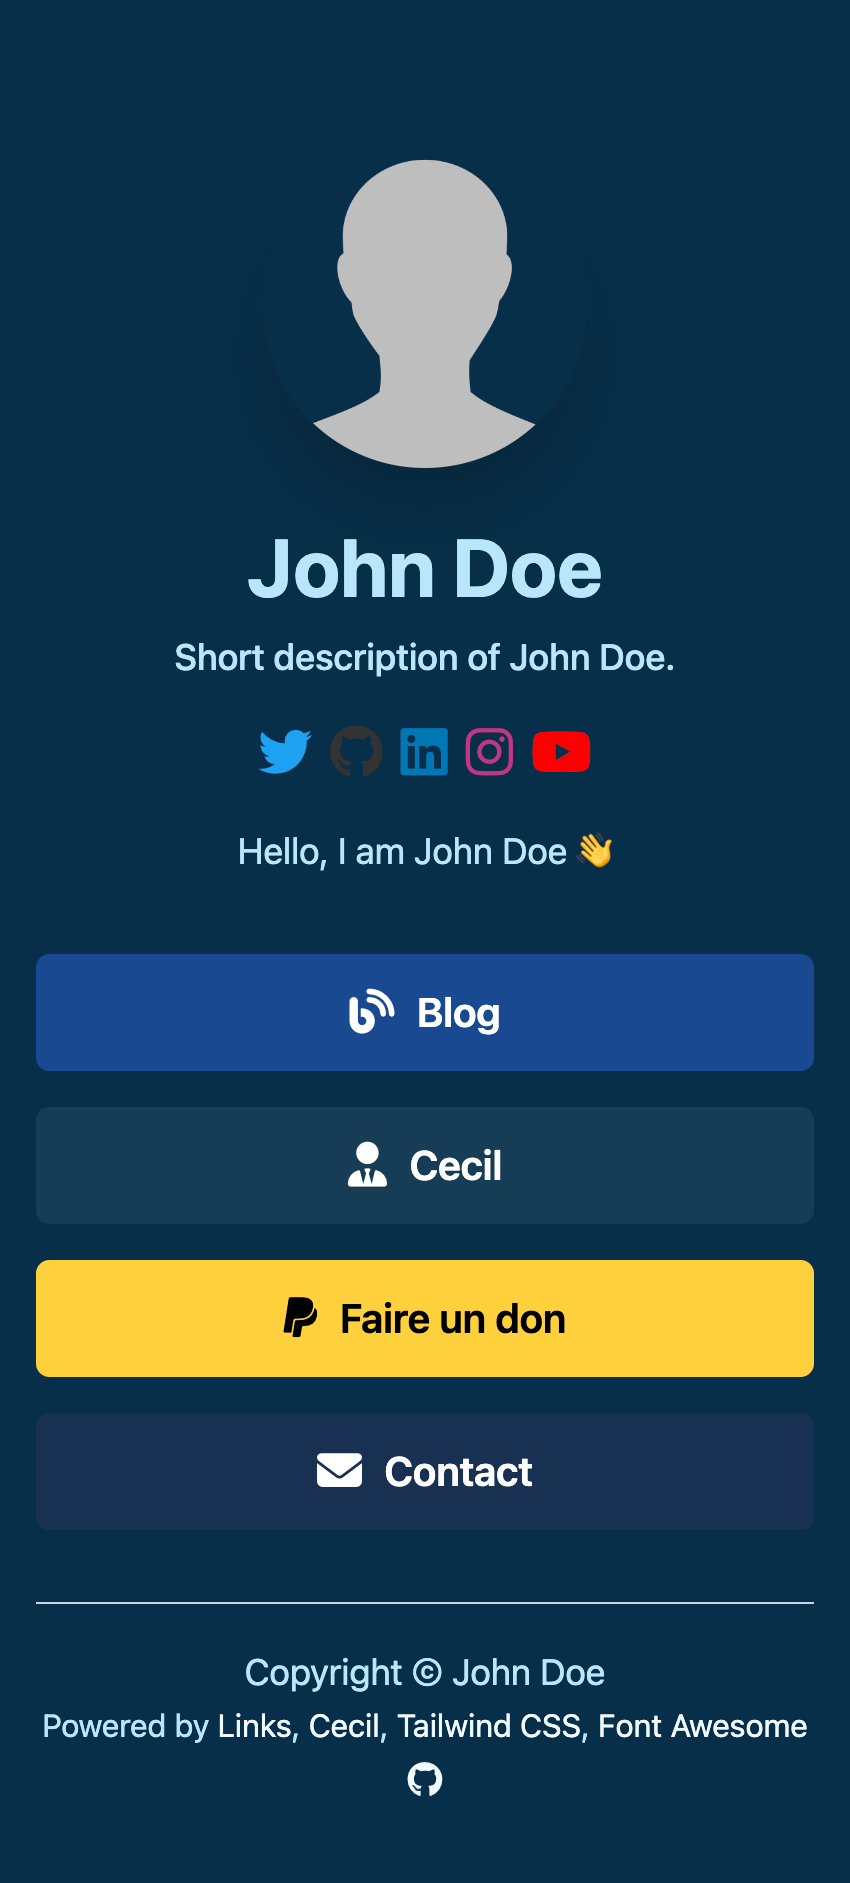 John Doe
Short description of John Doe.
Hello, I am John Doe 👋
Blog
Cecil
Faire un don
Contact
Copyright © John Doe
Powered by Links, Cecil, Tailwind CSS, Font Awesome